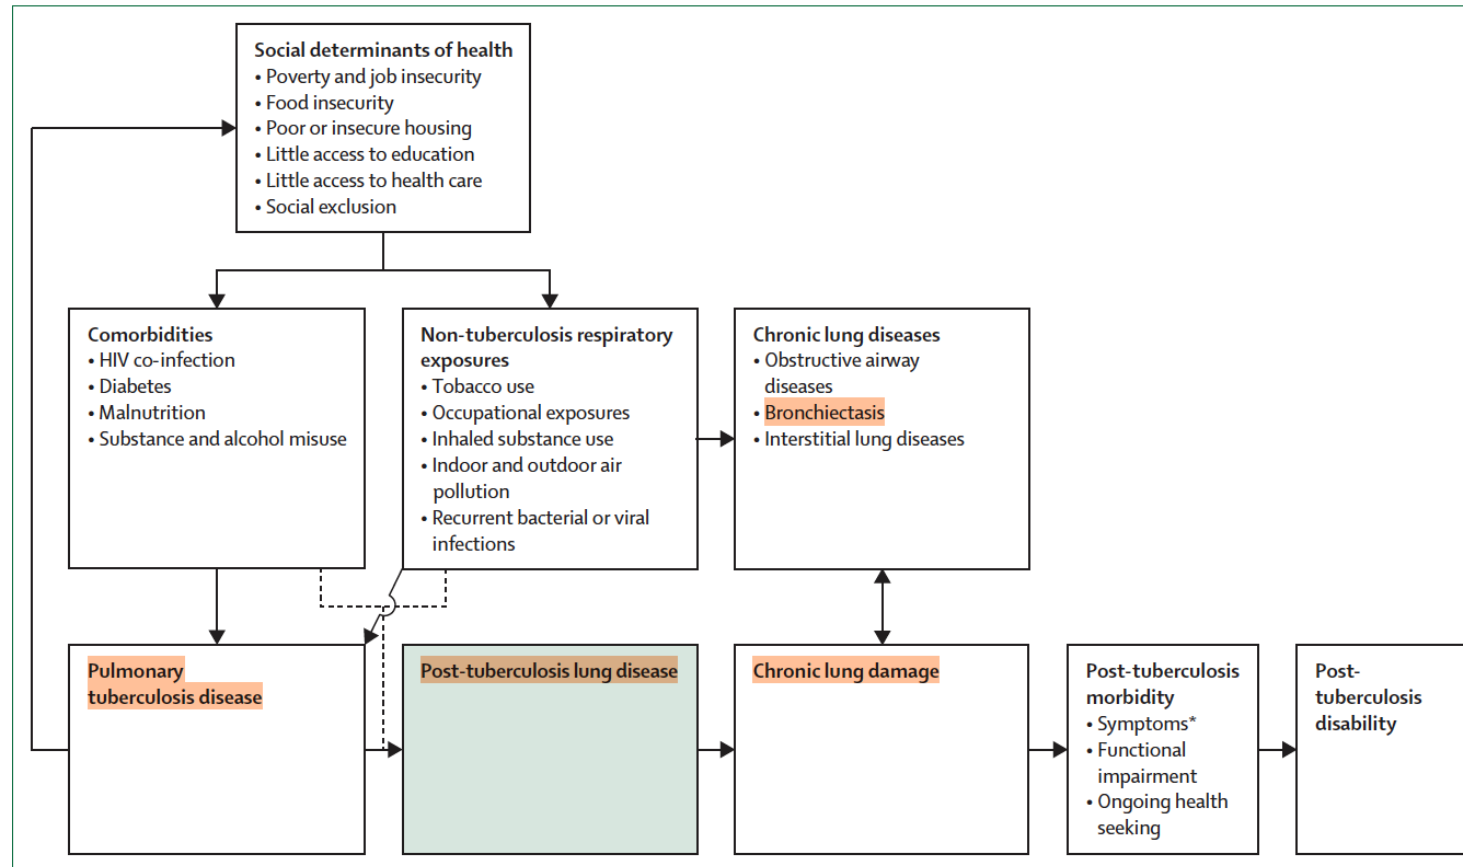 Social determinants of health
• Poverty and job insecurity
• Food insecurity
• Poor or insecure housing
• Little access to education
• Little access to health care
• Social exclusion
Comorbidities
• HIV co-infection
• Diabetes
• Malnutrition
• Substance and alcohol misuse
Non-tuberculosis respiratory
exposures
• Tobacco use
• Occupational exposures
• Inhaled substance use
• Indoor and outdoor air
pollution
• Recurrent bacterial or viral
infections
Chronic lung diseases
• Obstructive airway
diseases
• Bronchiectasis
• Interstitial lung diseases
Pulmonary
tuberculosis disease
Post-tuberculosis lung disease
Chronic lung damage
Post-tuberculosis
morbidity
• Symptoms*
• Functional
impairment
• Ongoing health
seeking
Post-
tuberculosis
disability